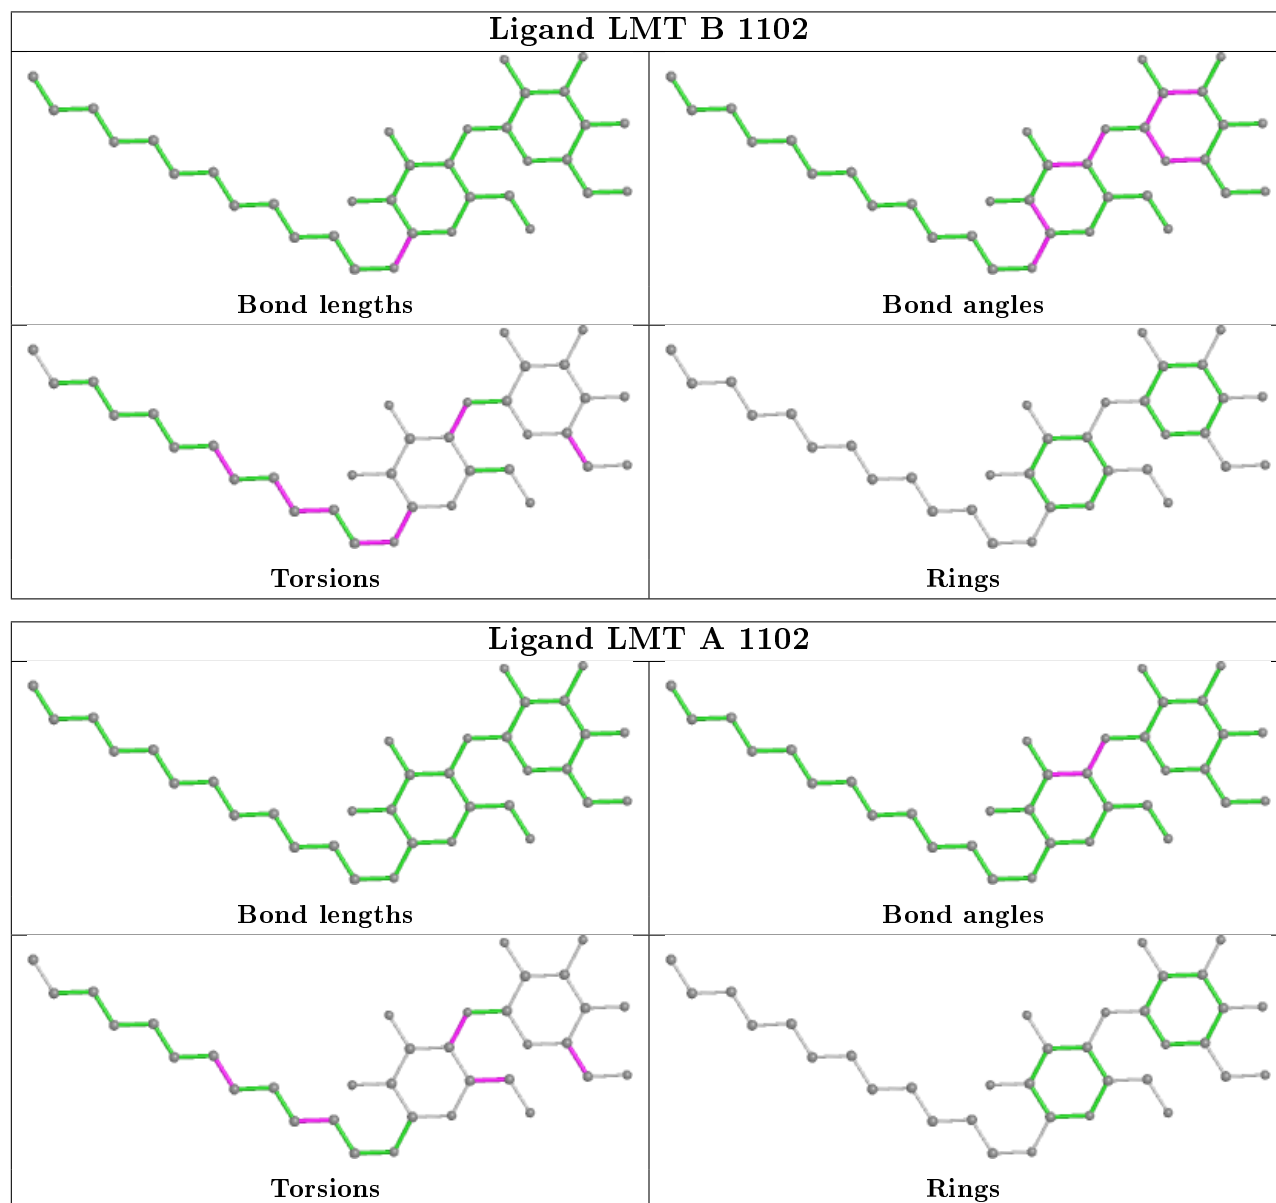 Ligand LMT B 1102
Bond lengths
Bond angles
Torsions
Rings
Ligand LMT A 1102
Bond lengths
Bond angles
Torsions
Rings